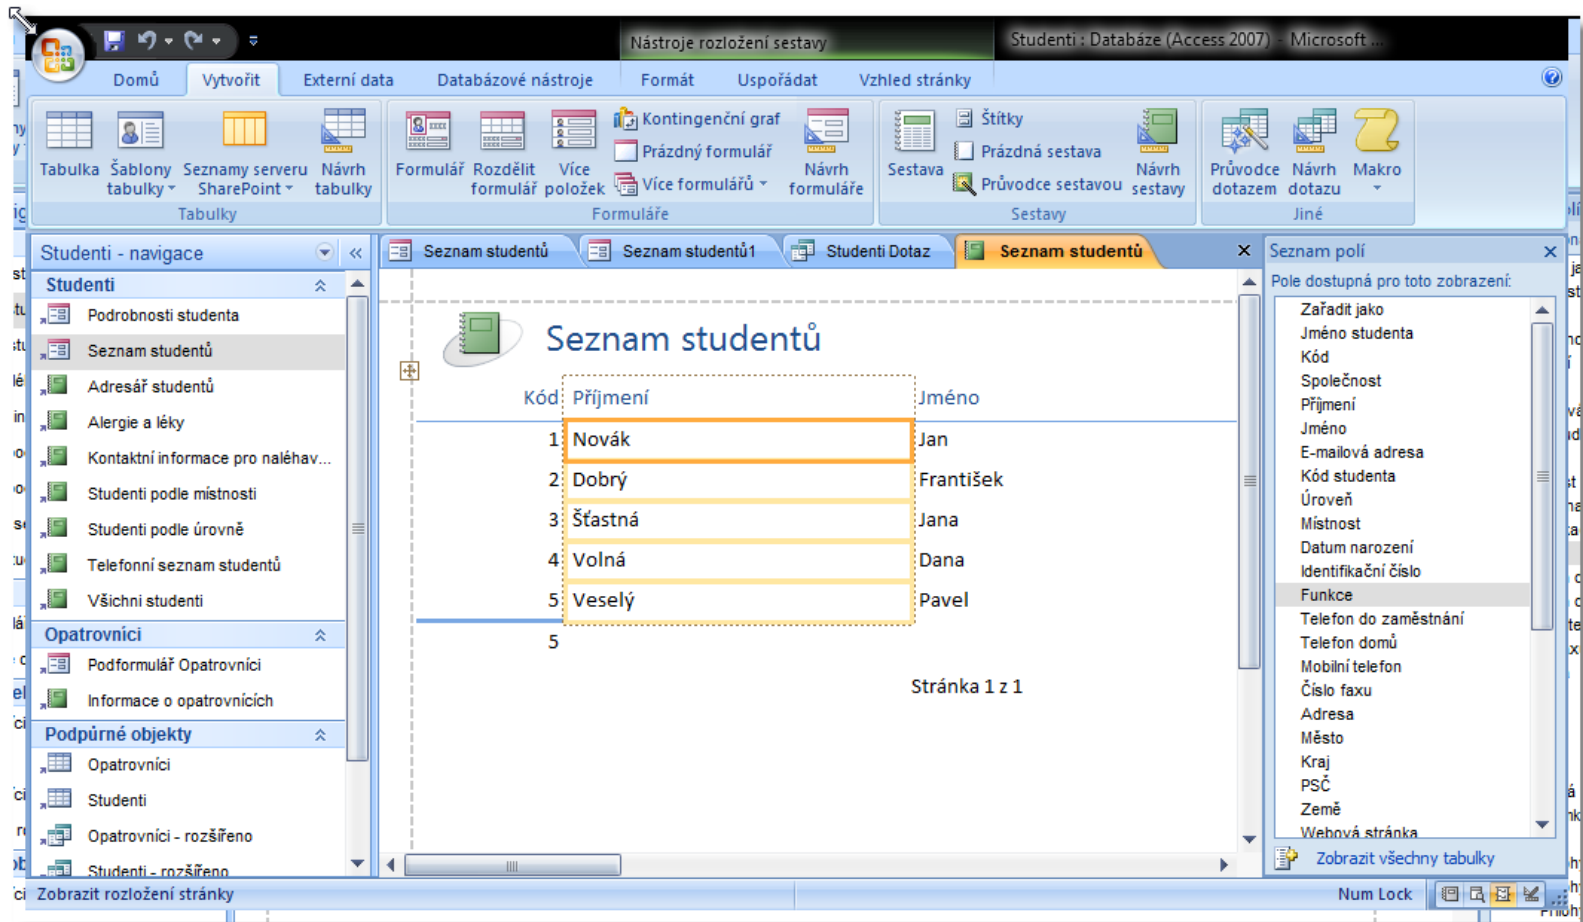 Nástroje rozložení sestavy
Studenti : Databáze (Access 2007) - Microsoft ...
Domů Vytvořit Externí data Databázové nástroje Formát Uspořádat Vzhled stránky
Tabulka
Šablony tabulky
Seznamy serveru SharePoint
Návrh tabulky
Tabulky
Formulář
Rozdělit formulář
Více položek
Kontingenční graf
Prázdný formulář
Více formulářů
Návrh formuláře
Formuláře
Sestava
Štítky
Prázdná sestava
Průvodce sestavou
Návrh sestavy
Sestavy
Průvodce dotazem
Návrh dotazu
Makro
Jiné
Studenti - navigace
Studenti
Podrobnosti studenta
Seznam studentů
Adresář studentů
Alergie a léky
Kontaktní informace pro naléhav...
Studenti podle místnosti
Studenti podle úrovně
Telefonní seznam studentů
Všichni studenti
Opatrovníci
Podformulář Opatrovníci
Informace o opatrovnících
Podpůrné objekty
Opatrovníci
Studenti
Opatrovníci - rozšířeno
Studenti - rozšířeno
Seznam studentů Seznam studentů1 Studenti Dotaz Seznam studentů
Seznam studentů
Kód Příjmení Jméno
1 Novák Jan
2 Dobrý František
3 Šťastná Jana
4 Volná Dana
5 Veselý Pavel
5
Stránka 1 z 1
Seznam polí
Pole dostupná pro toto zobrazení:
Zařadit jako
Jméno studenta
Kód
Společnost
Příjmení
Jméno
E-mailová adresa
Kód studenta
Úroveň
Místnost
Datum narození
Identifikační číslo
Funkce
Telefon do zaměstnání
Telefon domů
Mobilní telefon
Číslo faxu
Adresa
Město
Kraj
PSČ
Země
Webová stránka
Zobrazit všechny tabulky
Zobrazit rozložení stránky
Num Lock